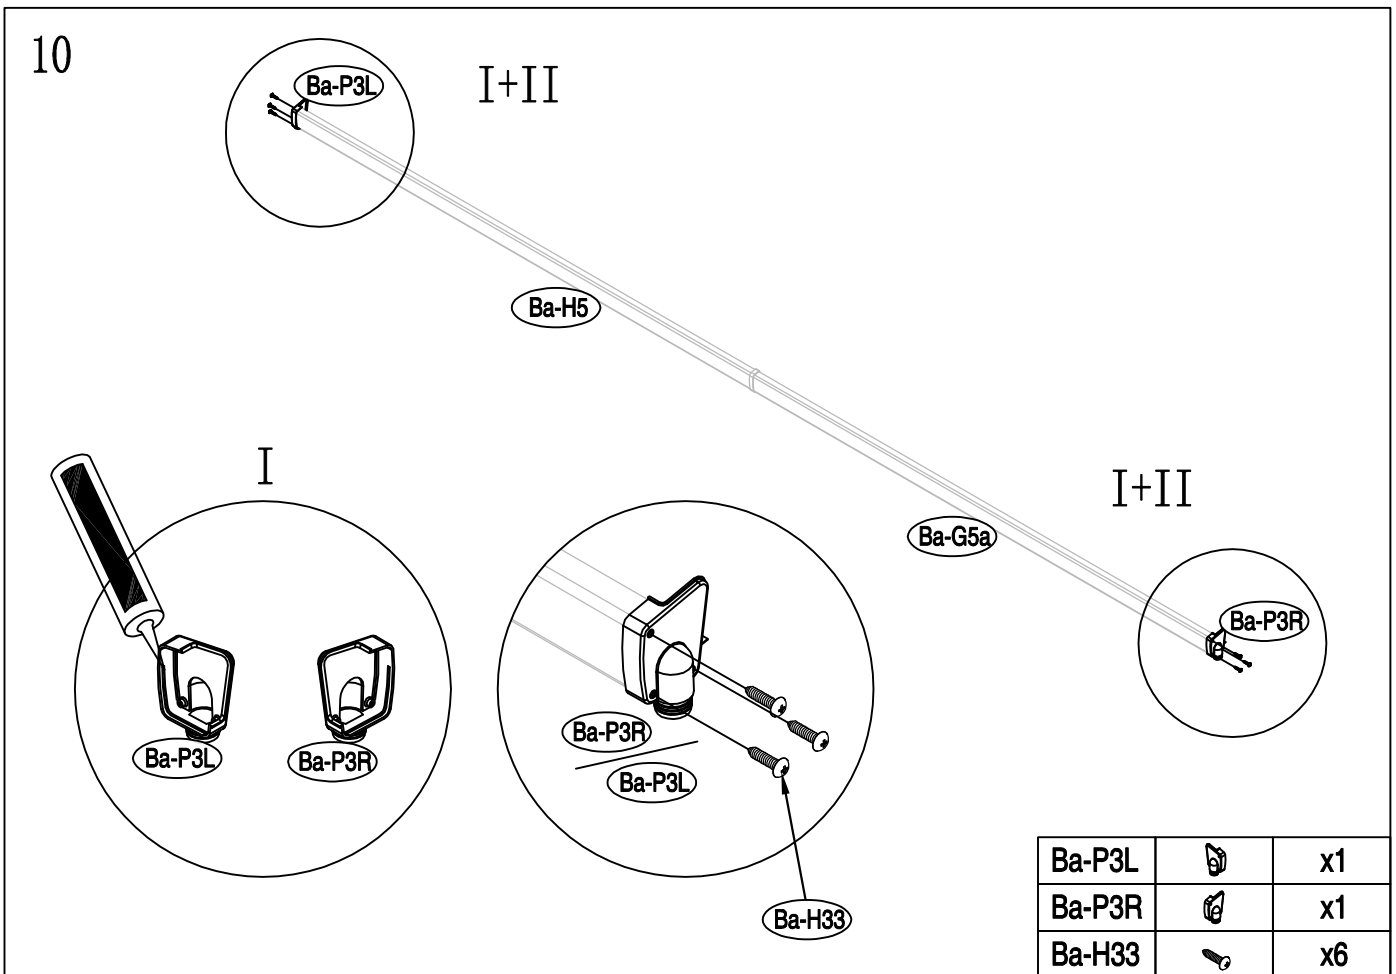 10
Ba-P3L
I+II
Ba-H5
I+II
Ba-G5a
Ba-P3R
I
Ba-P3L
Ba-P3R
Ba-P3R
Ba-P3L
Ba-H33
Ba-P3L x1
Ba-P3R x1
Ba-H33 x6